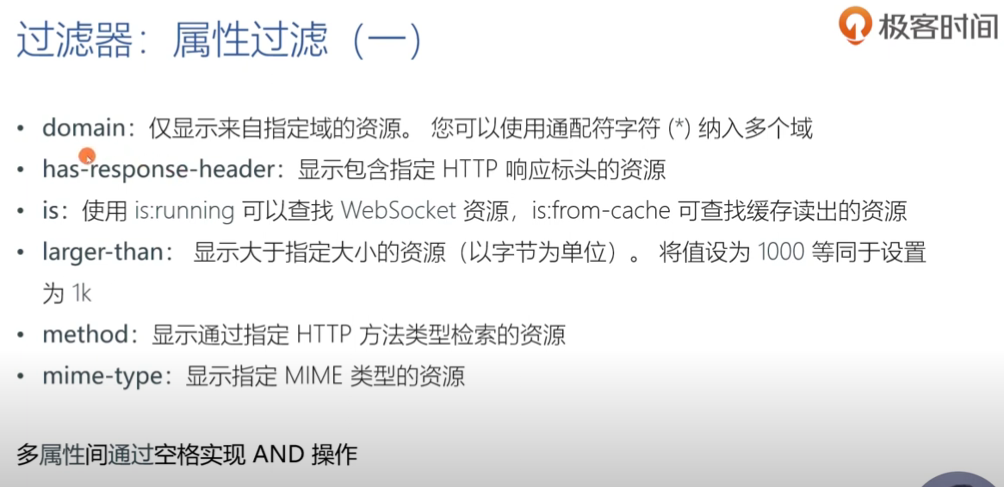 过滤器：属性过滤（一）
极客时间
• domain：仅显示来自指定域的资源。 您可以使用通配符字符 (*) 纳入多个域
• has-response-header：显示包含指定 HTTP 响应标头的资源
• is：使用 is:running 可以查找 WebSocket 资源，is:from-cache 可查找缓存读出的资源
• larger-than： 显示大于指定大小的资源（以字节为单位）。 将值设为 1000 等同于设置
为 1k
• method：显示通过指定 HTTP 方法类型检索的资源
• mime-type：显示指定 MIME 类型的资源
多属性间通过空格实现 AND 操作